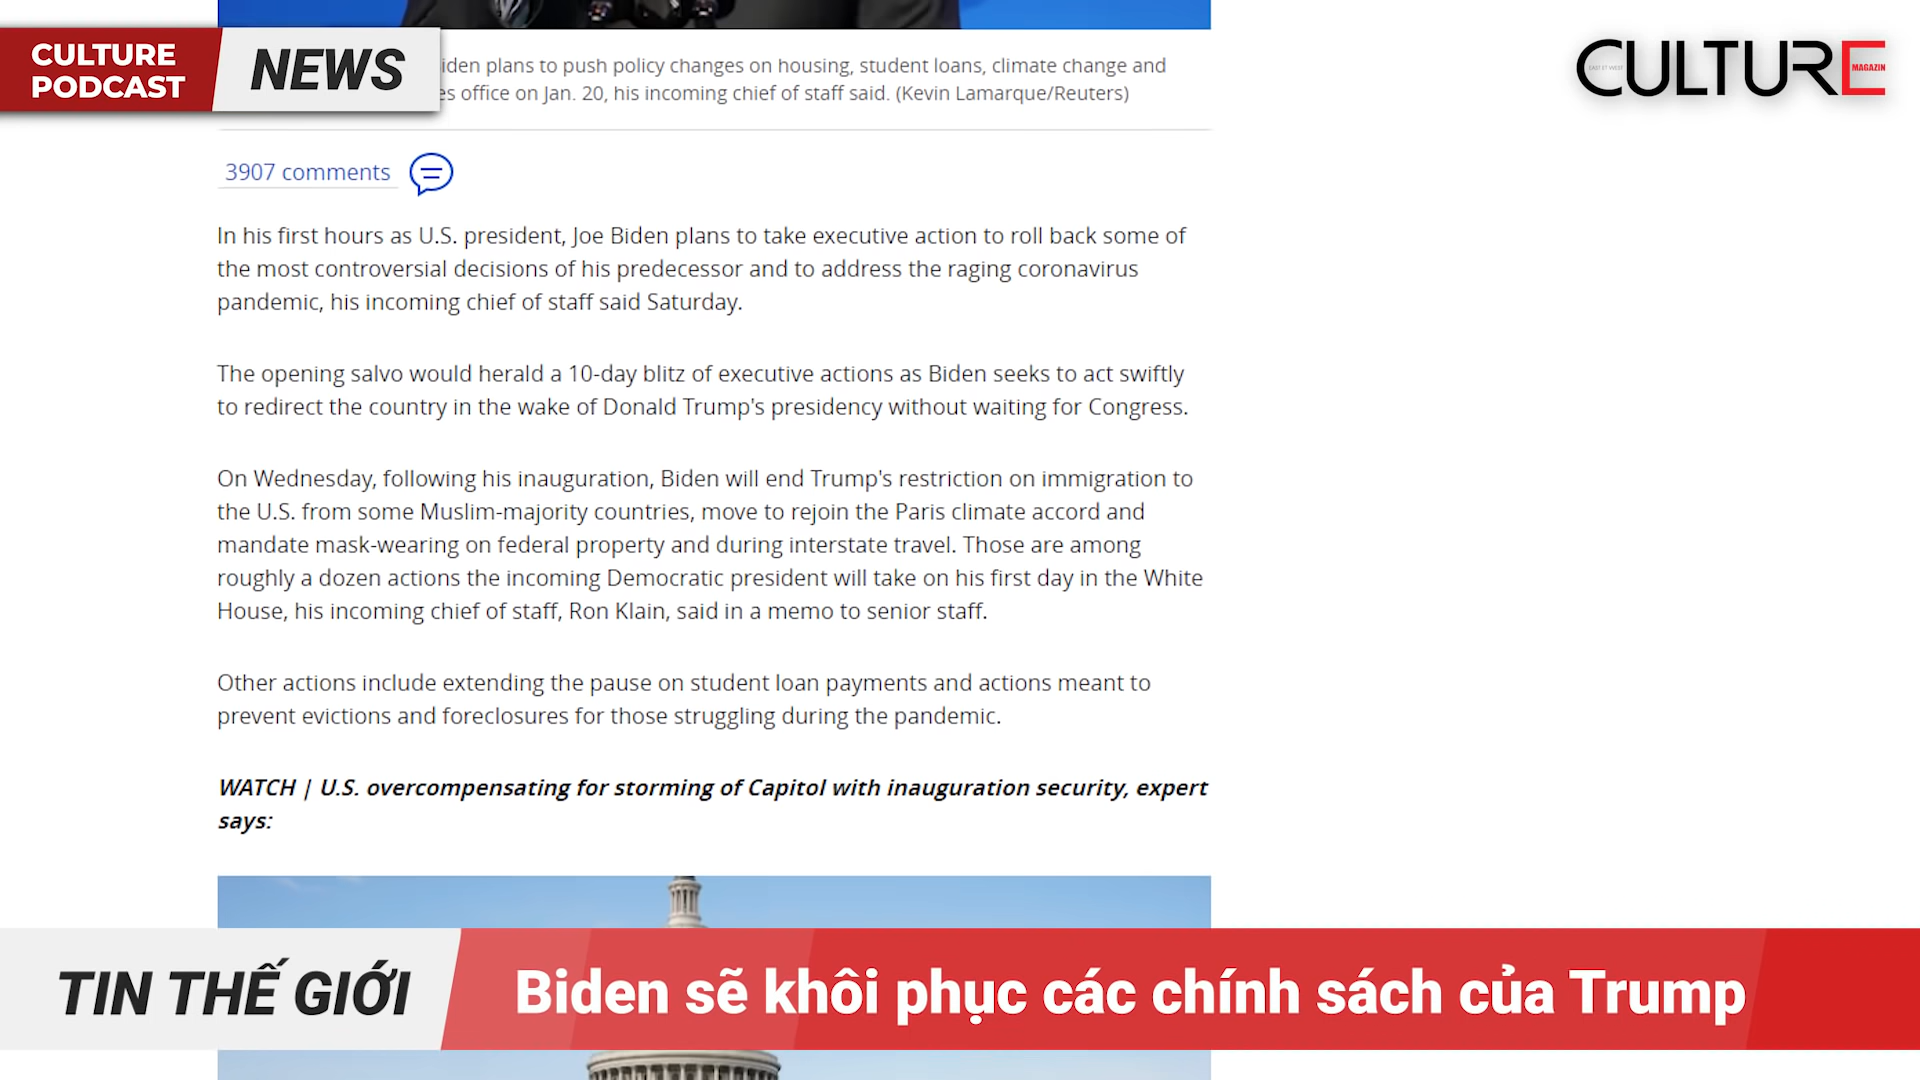 CULTURE
PODCAST
NEWS
iden plans to push policy changes on housing, student loans, climate change and
es office on Jan. 20, his incoming chief of staff said. (Kevin Lamarque/Reuters)
CULTURE
EAST ET WEST
MAGAZIN
3907 comments
In his first hours as U.S. president, Joe Biden plans to take executive action to roll back some of
the most controversial decisions of his predecessor and to address the raging coronavirus
pandemic, his incoming chief of staff said Saturday.
The opening salvo would herald a 10-day blitz of executive actions as Biden seeks to act swiftly
to redirect the country in the wake of Donald Trump's presidency without waiting for Congress.
On Wednesday, following his inauguration, Biden will end Trump's restriction on immigration to
the U.S. from some Muslim-majority countries, move to rejoin the Paris climate accord and
mandate mask-wearing on federal property and during interstate travel. Those are among
roughly a dozen actions the incoming Democratic president will take on his first day in the White
House, his incoming chief of staff, Ron Klain, said in a memo to senior staff.
Other actions include extending the pause on student loan payments and actions meant to
prevent evictions and foreclosures for those struggling during the pandemic.
WATCH | U.S. overcompensating for storming of Capitol with inauguration security, expert
says:
TIN THẾ GIỚI
Biden sẽ khôi phục các chính sách của Trump